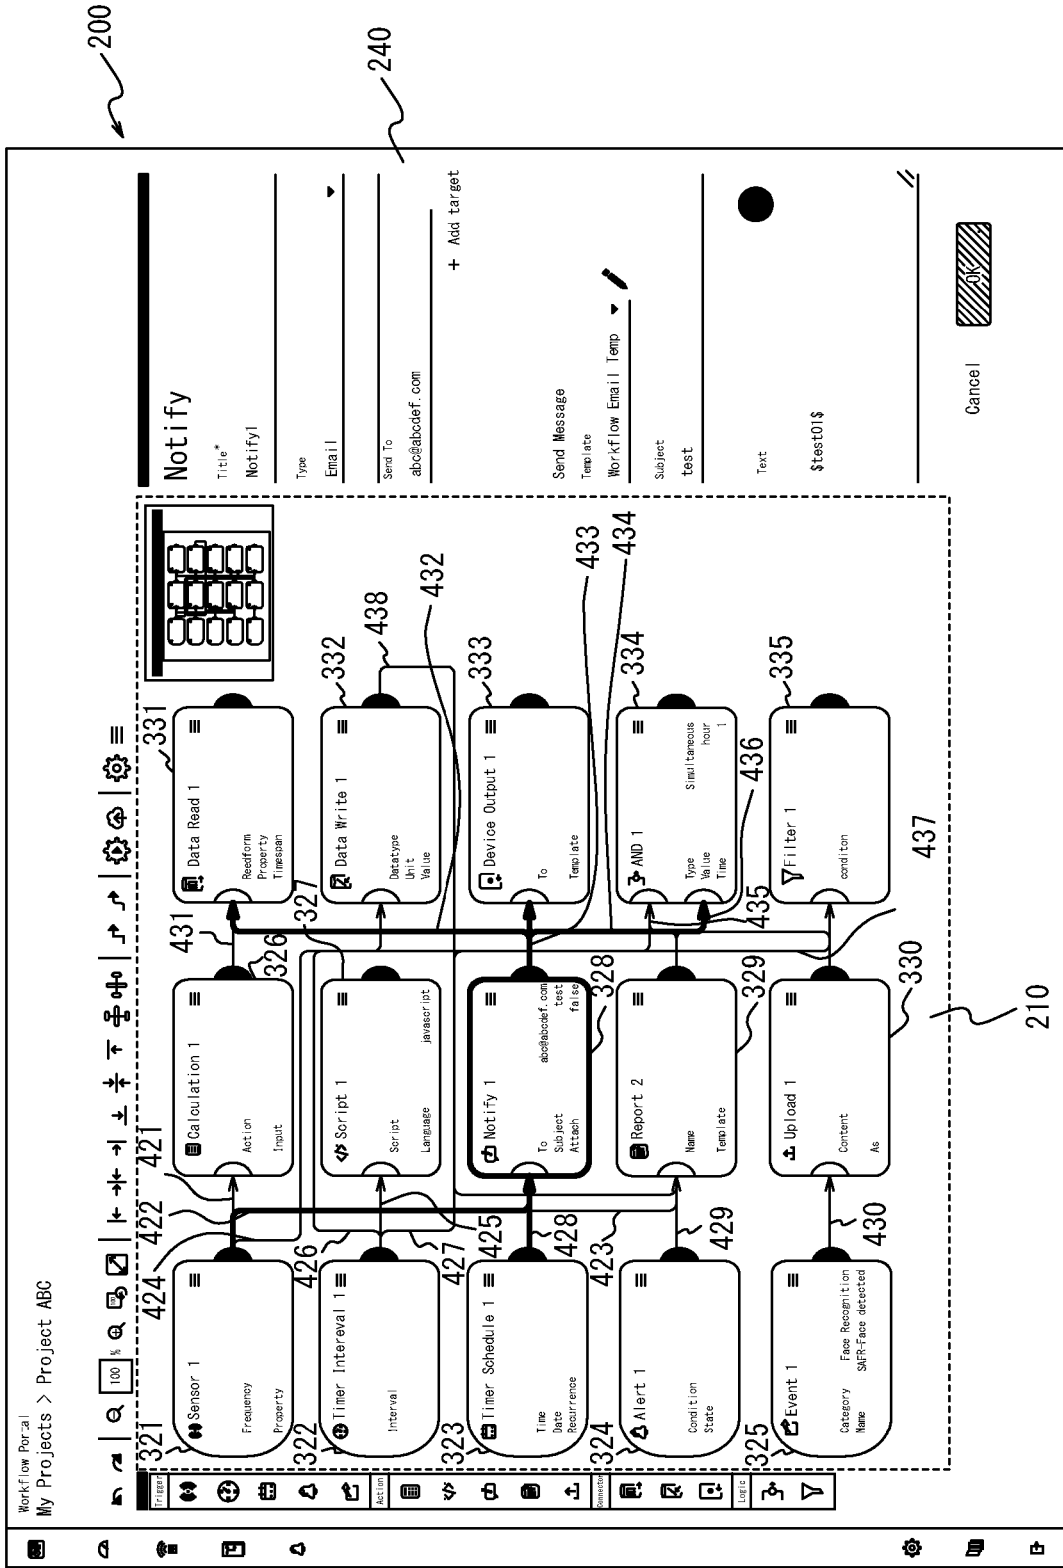 200
Workflow Portal
My Projects > Project ABC
100 %
Trigger
Action
Connector
Logic
321
Sensor 1
Frequency
Property
322
Timer Intereval 1
Interval
323
Timer Schedule 1
Time
Date
Recurrence
324
Alert 1
Condition
State
325
Event 1
Category Face Recognition
Name SAFR-Face detected
424
422
421
426
425
427
428
423
429
430
326
Calculation 1
Action
Input
327
Script 1
Script
Language javascript
328
Notify 1
To abc@abcdef.com
Subject test
Attach false
329
Report 2
Name
Template
330
Upload 1
Content
As
431
432
433
434
435
436
437
438
331
Data Read 1
Reedform
Property
Timespan
332
Data Write 1
Datatype
Unit
Value
333
Device Output 1
To
Template
334
AND 1
Type Simultaneous
Value hour
Time 1
335
Filter 1
conditon
210
240
Notify
Title*
Notify1
Type
Email
Send To
abc@abcdef.com
+ Add target
Send Message
Template
Workflow Email Temp
Subject
test
Text
$test01$
Cancel
OK